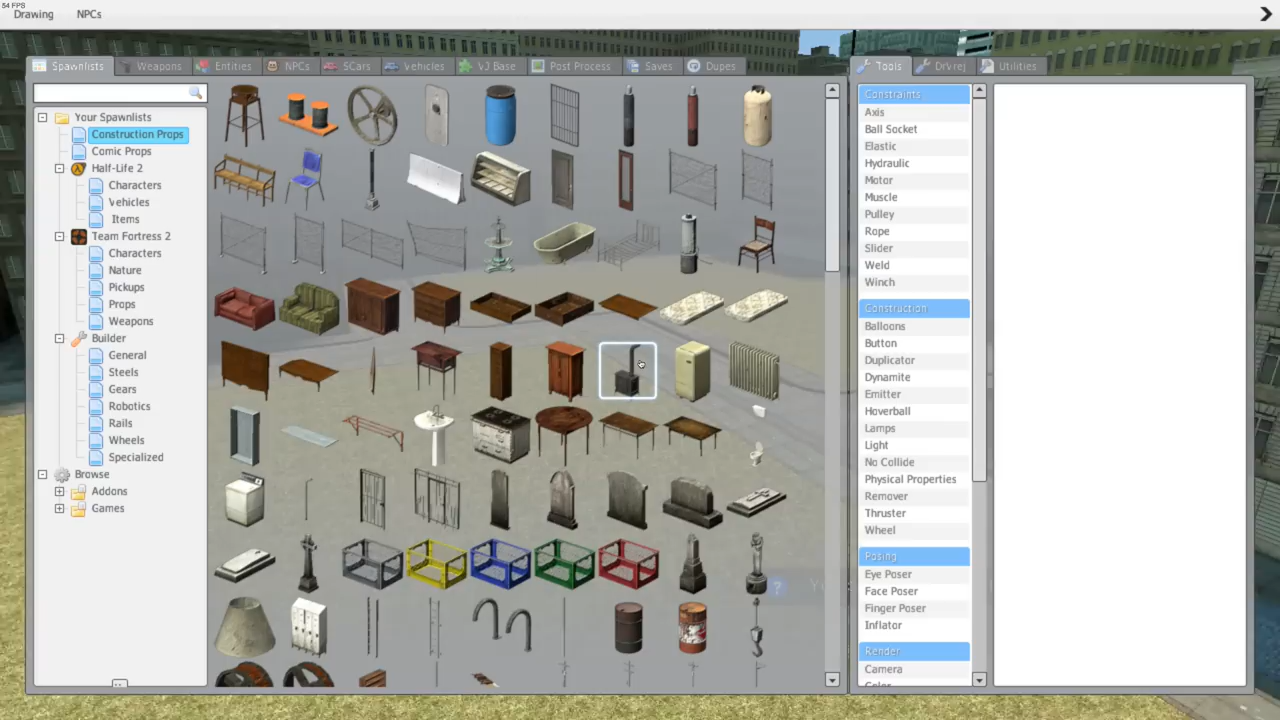 54 FPS
Drawing NPCs
Spawnlists Weapons Entities NPCs SCars Vehicles VJ Base Post Process Saves Dupes
Tools DrVrej Utilities
Your Spawnlists
Construction Props
Comic Props
Half-Life 2
Characters
Vehicles
Items
Team Fortress 2
Characters
Nature
Pickups
Props
Weapons
Builder
General
Steels
Gears
Robotics
Rails
Wheels
Specialized
Browse
Addons
Games
Constraints
Axis
Ball Socket
Elastic
Hydraulic
Motor
Muscle
Pulley
Rope
Slider
Weld
Winch
Construction
Balloons
Button
Duplicator
Dynamite
Emitter
Hoverball
Lamps
Light
No Collide
Physical Properties
Remover
Thruster
Wheel
Posing
Eye Poser
Face Poser
Finger Poser
Inflator
Render
Camera
Color